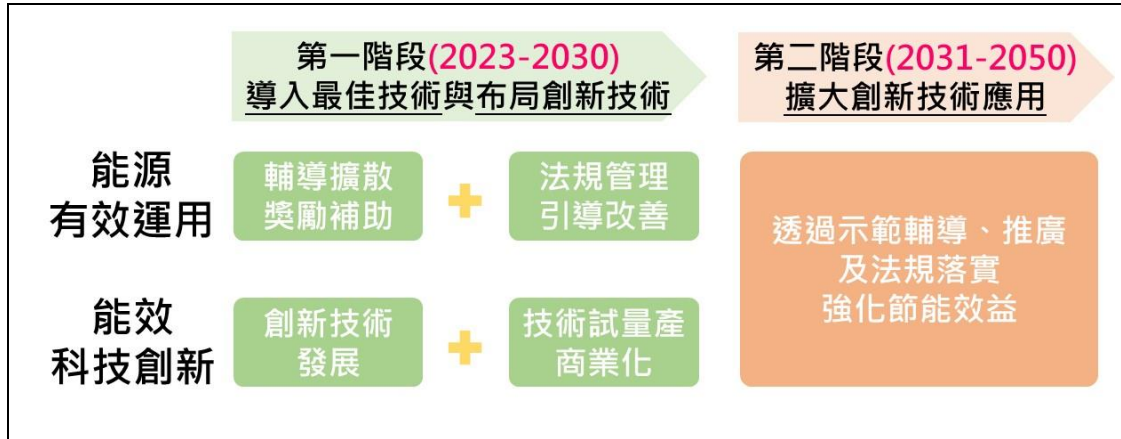 第一階段(2023-2030)
導入最佳技術與布局創新技術
第二階段(2031-2050)
擴大創新技術應用
能源
有效運用
輔導擴散
獎勵補助
+
法規管理
引導改善
透過示範輔導、推廣
及法規落實
強化節能效益
能效
科技創新
創新技術
發展
+
技術試量產
商業化